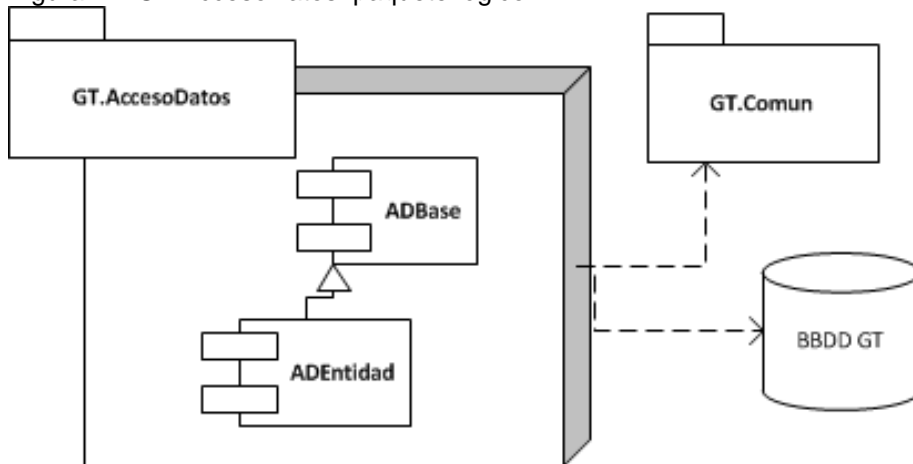 GT.AccesoDatos
GT.Comun
ADBase
BBDD GT
ADEntidad